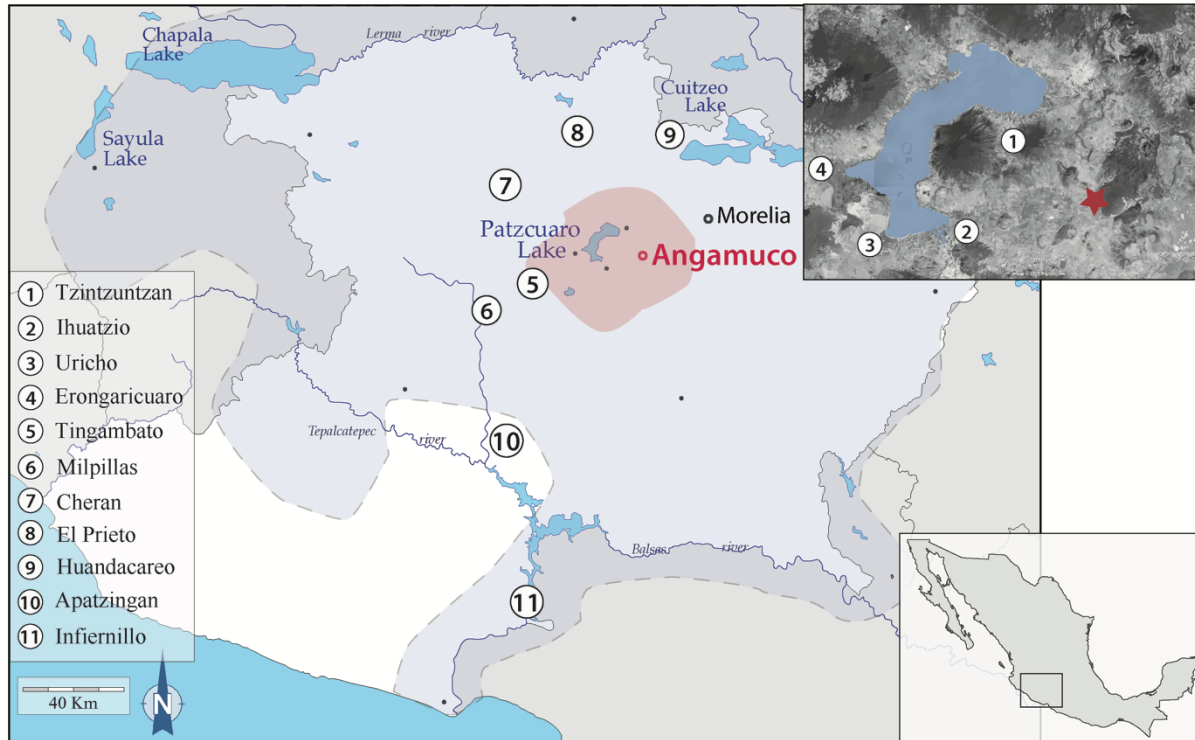 Chapala
Lake
Lerma river
Cuitzeo
Lake
Sayula
Lake
8
9
7
Patzcuaro
Lake
Morelia
Angamuco
5
6
Tepalcatepec river
10
Balsas river
11
1
4
3
2
1 Tzintzuntzan
2 Ihuatzio
3 Uricho
4 Erongaricuaro
5 Tingambato
6 Milpillas
7 Cheran
8 El Prieto
9 Huandacareo
10 Apatzingan
11 Infiernillo
40 Km
N